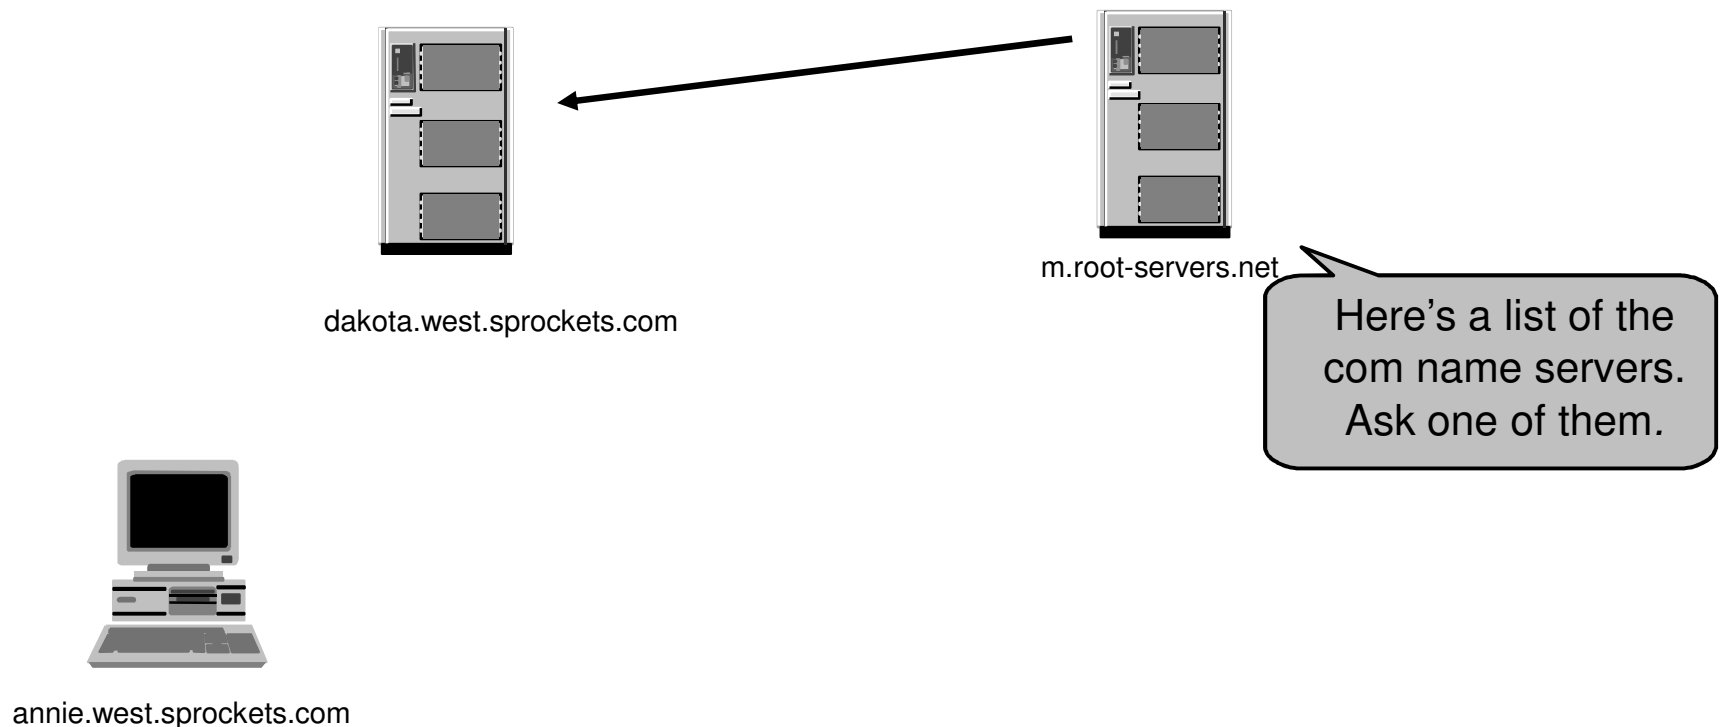 m.root-servers.net
dakota.west.sprockets.com
Here’s a list of the
com name servers.
Ask one of them.
annie.west.sprockets.com